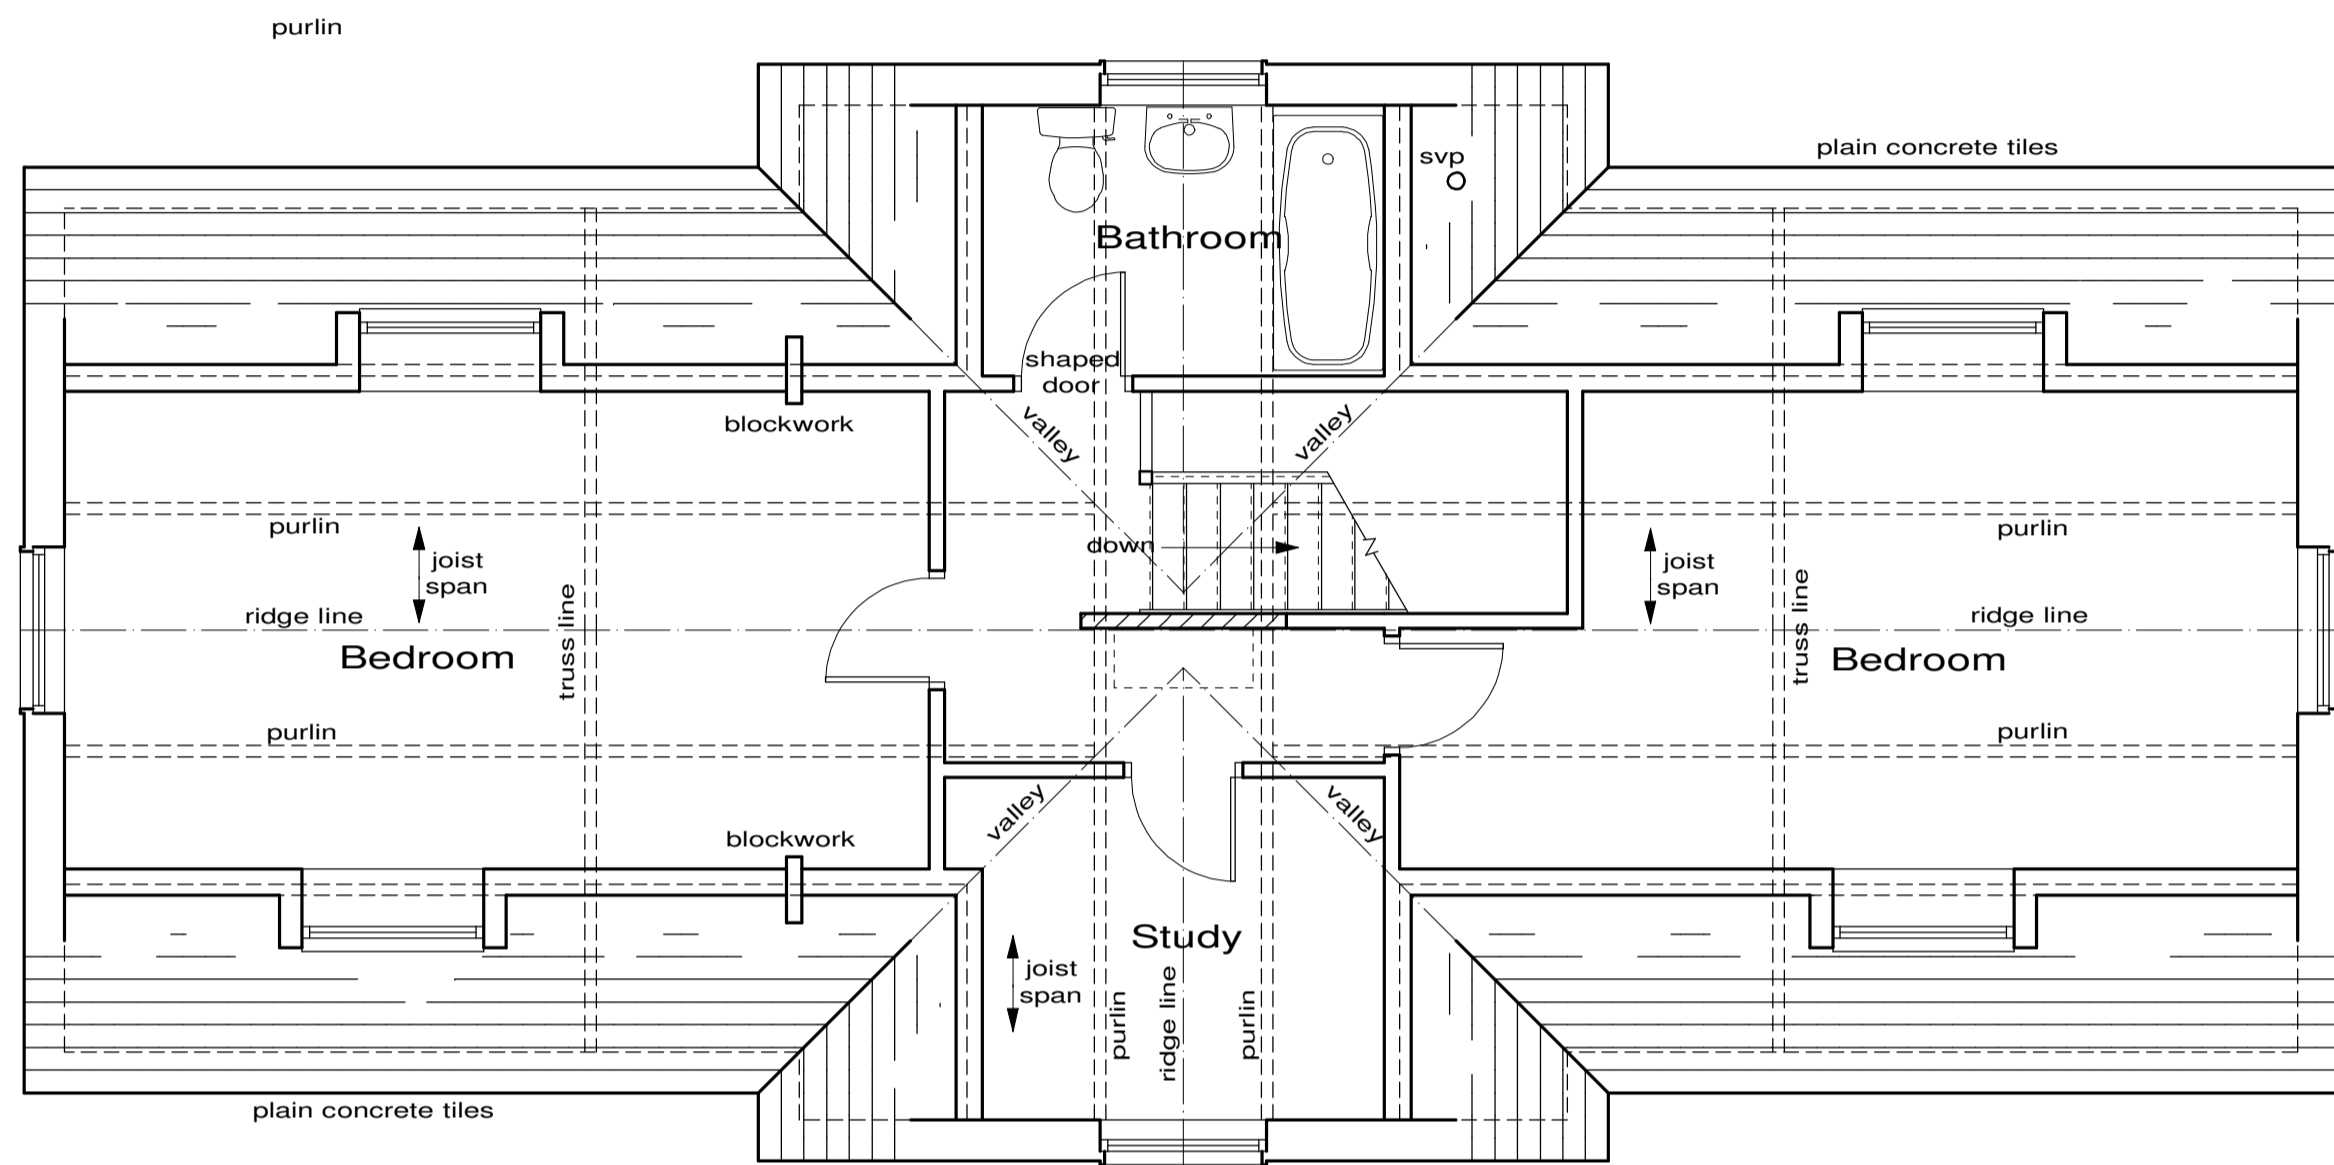 purlin
plain concrete tiles
svp
Bathroom
shaped
door
blockwork
valley
valley
purlin
purlin
joist
span
joist
span
down
ridge line
ridge line
truss line
truss line
Bedroom
Bedroom
purlin
purlin
valley
valley
blockwork
Study
joist
span
purlin
ridge line
purlin
plain concrete tiles